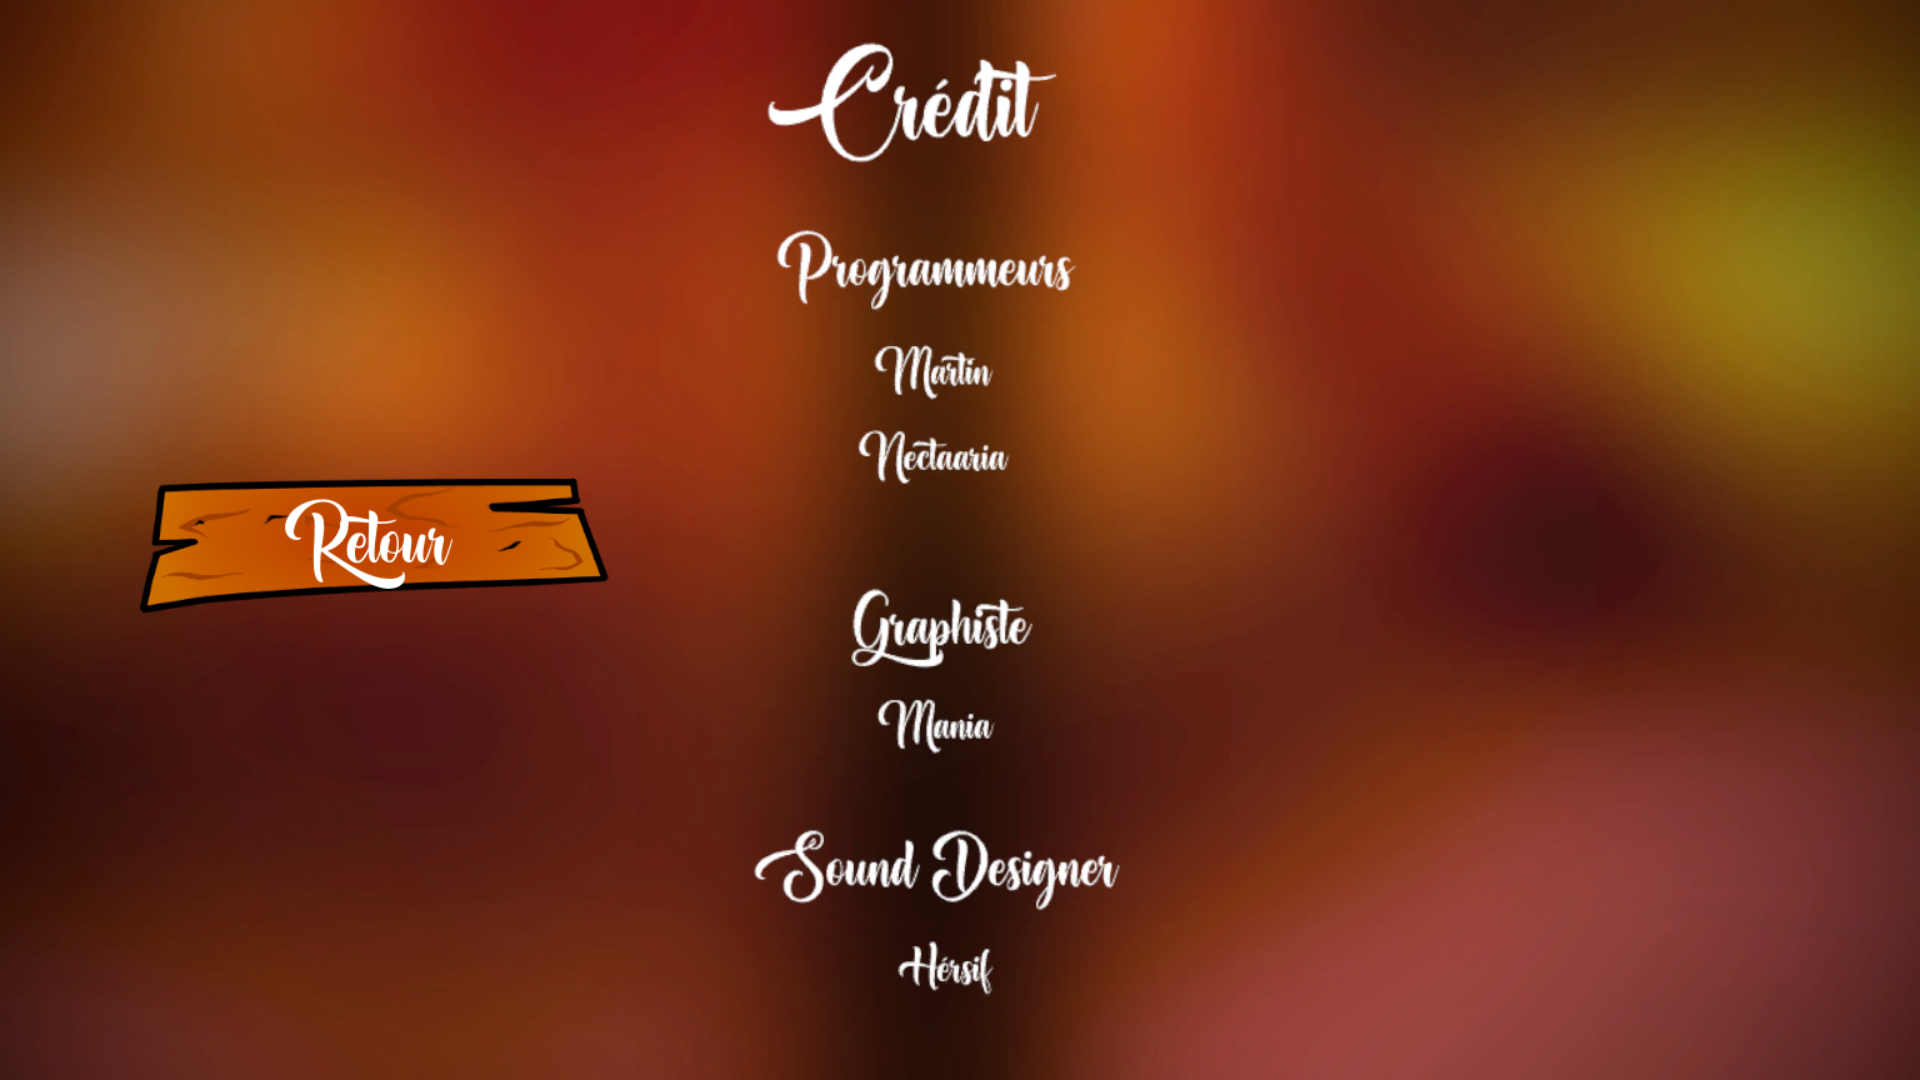 Crédit
Programmeurs
Martin
Nectaaria
Retour
Graphiste
Mania
Sound Designer
Hérsif